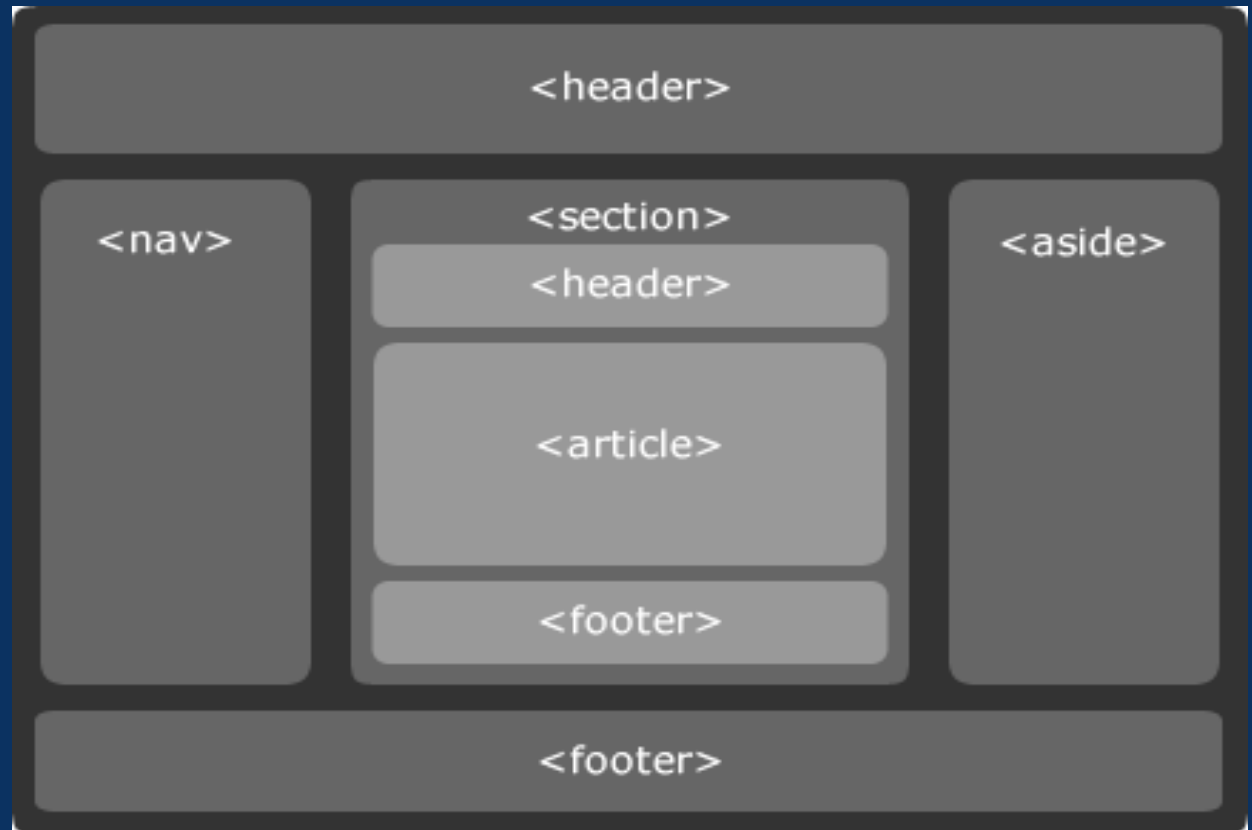 <header>
<nav>
<section>
<header>
<article>
<footer>
<aside>
<footer>